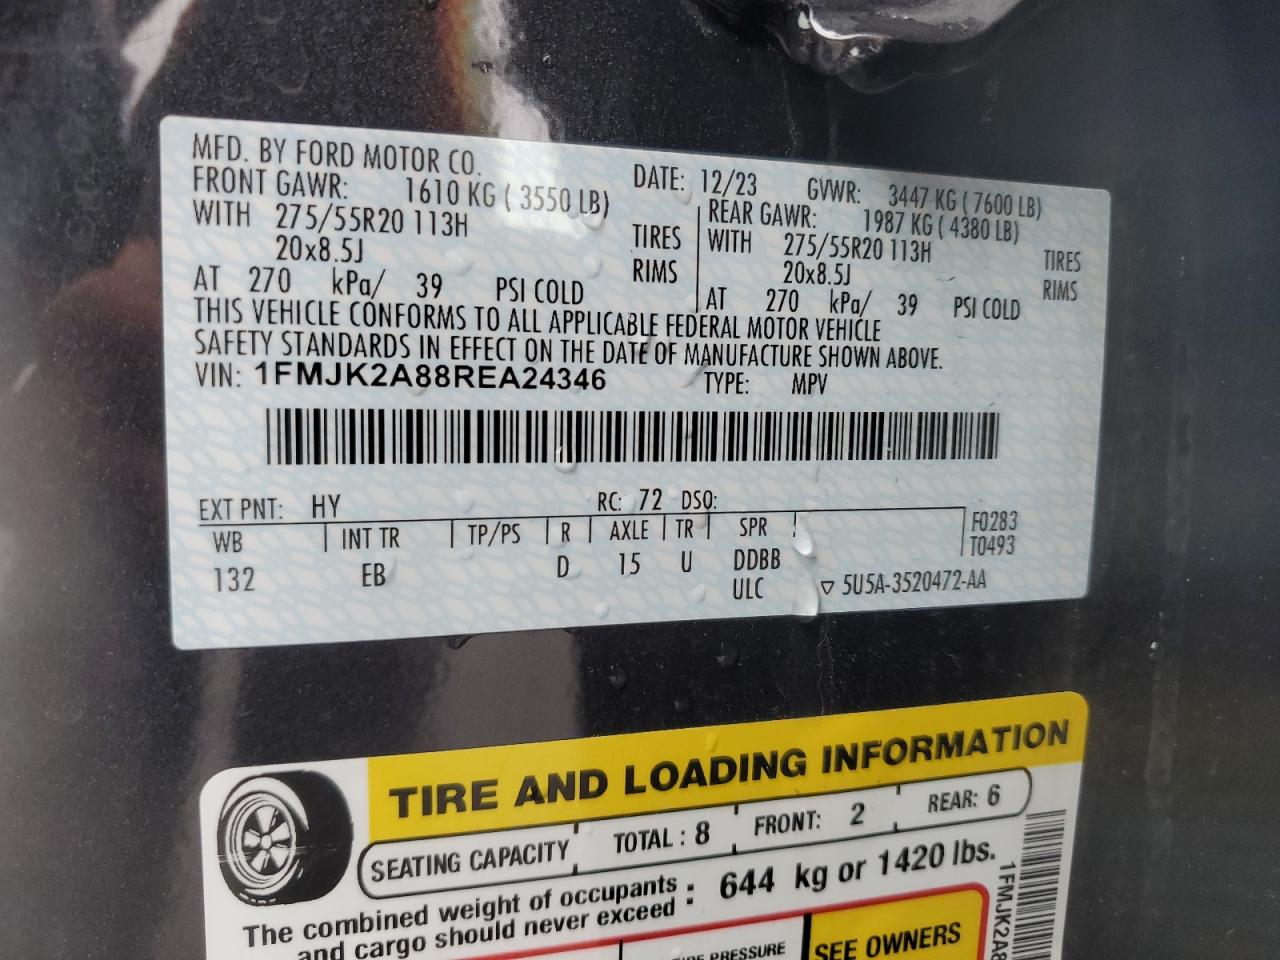 MFD. BY FORD MOTOR CO. DATE: 12/23 GVWR: 3447 KG ( 7600 LB)
FRONT GAWR: 1610 KG ( 3550 LB) REAR GAWR: 1987 KG ( 4380 LB)
WITH 275/55R20 113H TIRES WITH 275/55R20 113H TIRES
20x8.5J RIMS 20x8.5J RIMS
AT 270 kPa/ 39 PSI COLD AT 270 kPa/ 39 PSI COLD
THIS VEHICLE CONFORMS TO ALL APPLICABLE FEDERAL MOTOR VEHICLE
SAFETY STANDARDS IN EFFECT ON THE DATE OF MANUFACTURE SHOWN ABOVE.
VIN: 1FMJK2A88REA24346 TYPE: MPV
EXT PNT: HY RC: 72 DSO:
WB INT TR TP/PS R AXLE TR SPR F0283
T0493
132 EB D 15 U DDBB
ULC ▽ 5U5A-3520472-AA
TIRE AND LOADING INFORMATION
SEATING CAPACITY TOTAL : 8 FRONT: 2 REAR: 6
The combined weight of occupants : 644 kg or 1420 lbs.
and cargo should never exceed
PRESSURE SEE OWNERS
1FMJK2A8